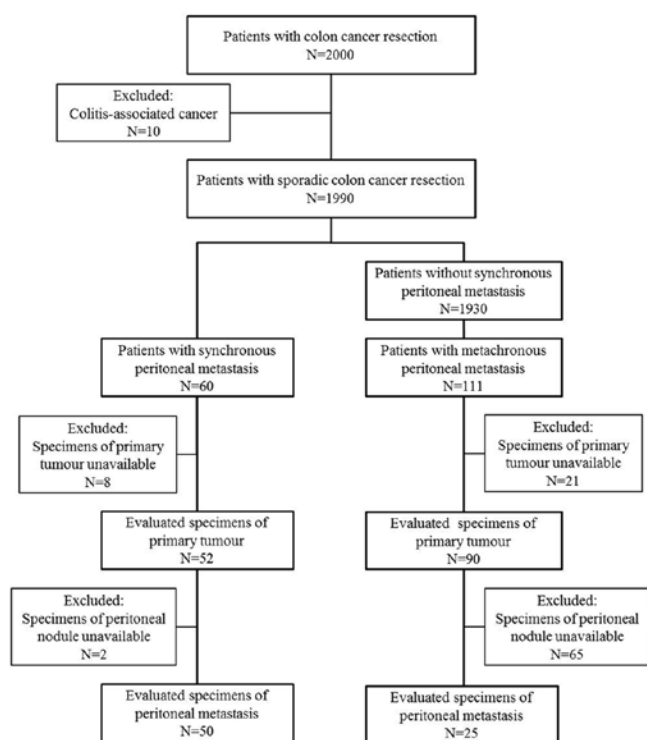 Patients with colon cancer resection
N=2000
Excluded:
Colitis-associated cancer
N=10
Patients with sporadic colon cancer resection
N=1990
Patients without synchronous
peritoneal metastasis
N=1930
Patients with synchronous
peritoneal metastasis
N=60
Patients with metachronous
peritoneal metastasis
N=111
Excluded:
Specimens of primary
tumour unavailable
N=8
Excluded:
Specimens of primary
tumour unavailable
N=21
Evaluated specimens of
primary tumour
N=52
Evaluated specimens of
primary tumour
N=90
Excluded:
Specimens of peritoneal
nodule unavailable
N=2
Excluded:
Specimens of peritoneal
nodule unavailable
N=65
Evaluated specimens of
peritoneal metastasis
N=50
Evaluated specimens of
peritoneal metastasis
N=25